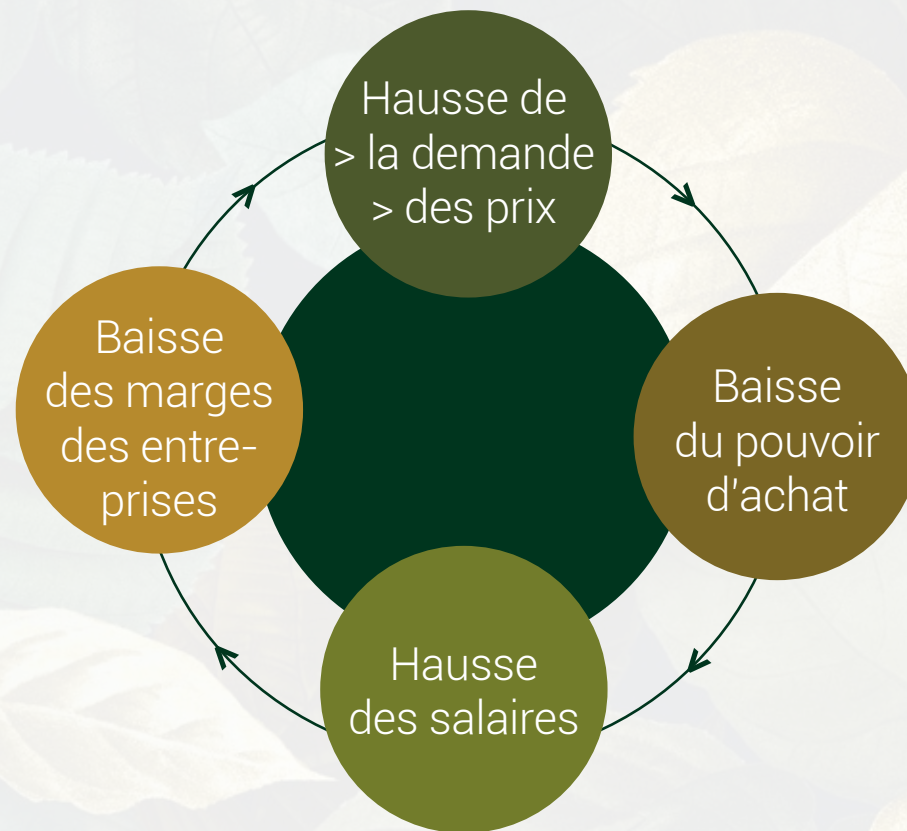 Hausse de
> la demande
> des prix
Baisse
des marges
des entre-
prises
Baisse
du pouvoir
d'achat
Hausse
des salaires